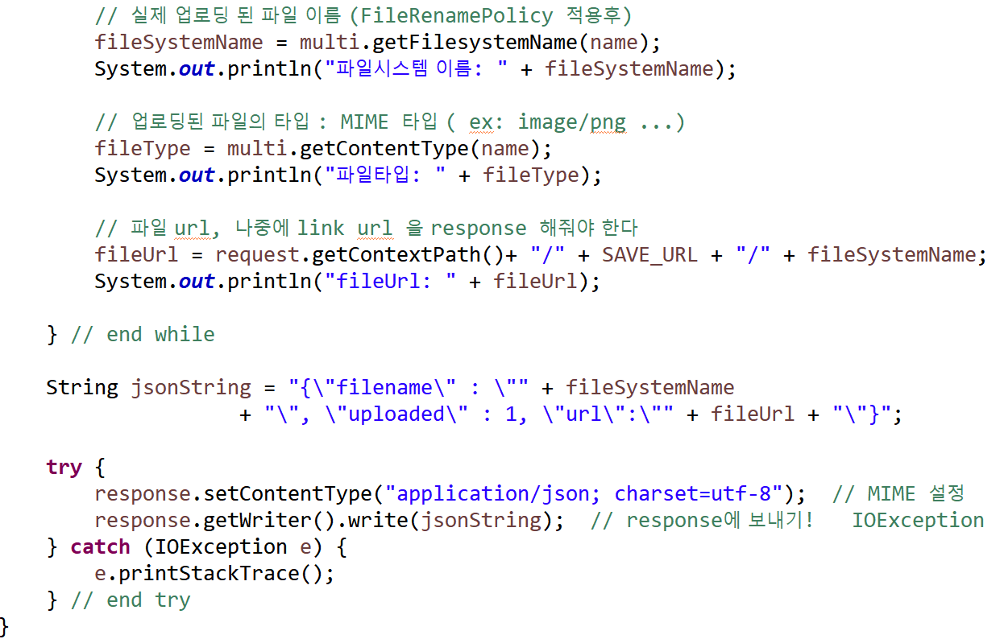 // 실제 업로딩 된 파일 이름 (FileRenamePolicy 적용후)
fileSystemName = multi.getFilesystemName(name);
System.out.println("파일시스템 이름: " + fileSystemName);
// 업로딩된 파일의 타입 : MIME 타입 ( ex: image/png ...)
fileType = multi.getContentType(name);
System.out.println("파일타입: " + fileType);
// 파일 url, 나중에 link url 을 response 해줘야 한다
fileUrl = request.getContextPath()+ "/" + SAVE_URL + "/" + fileSystemName;
System.out.println("fileUrl: " + fileUrl);
} // end while
String jsonString = "{\"filename\" : \"" + fileSystemName
+ "\", \"uploaded\" : 1, \"url\":\"" + fileUrl + "\"}";
try {
response.setContentType("application/json; charset=utf-8"); // MIME 설정
response.getWriter().write(jsonString); // response에 보내기! IOException
} catch (IOException e) {
e.printStackTrace();
} // end try
}